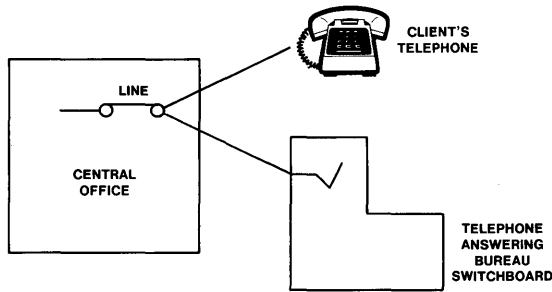 CLIENT'S
TELEPHONE
LINE
CENTRAL
OFFICE
TELEPHONE
ANSWERING
BUREAU
SWITCHBOARD